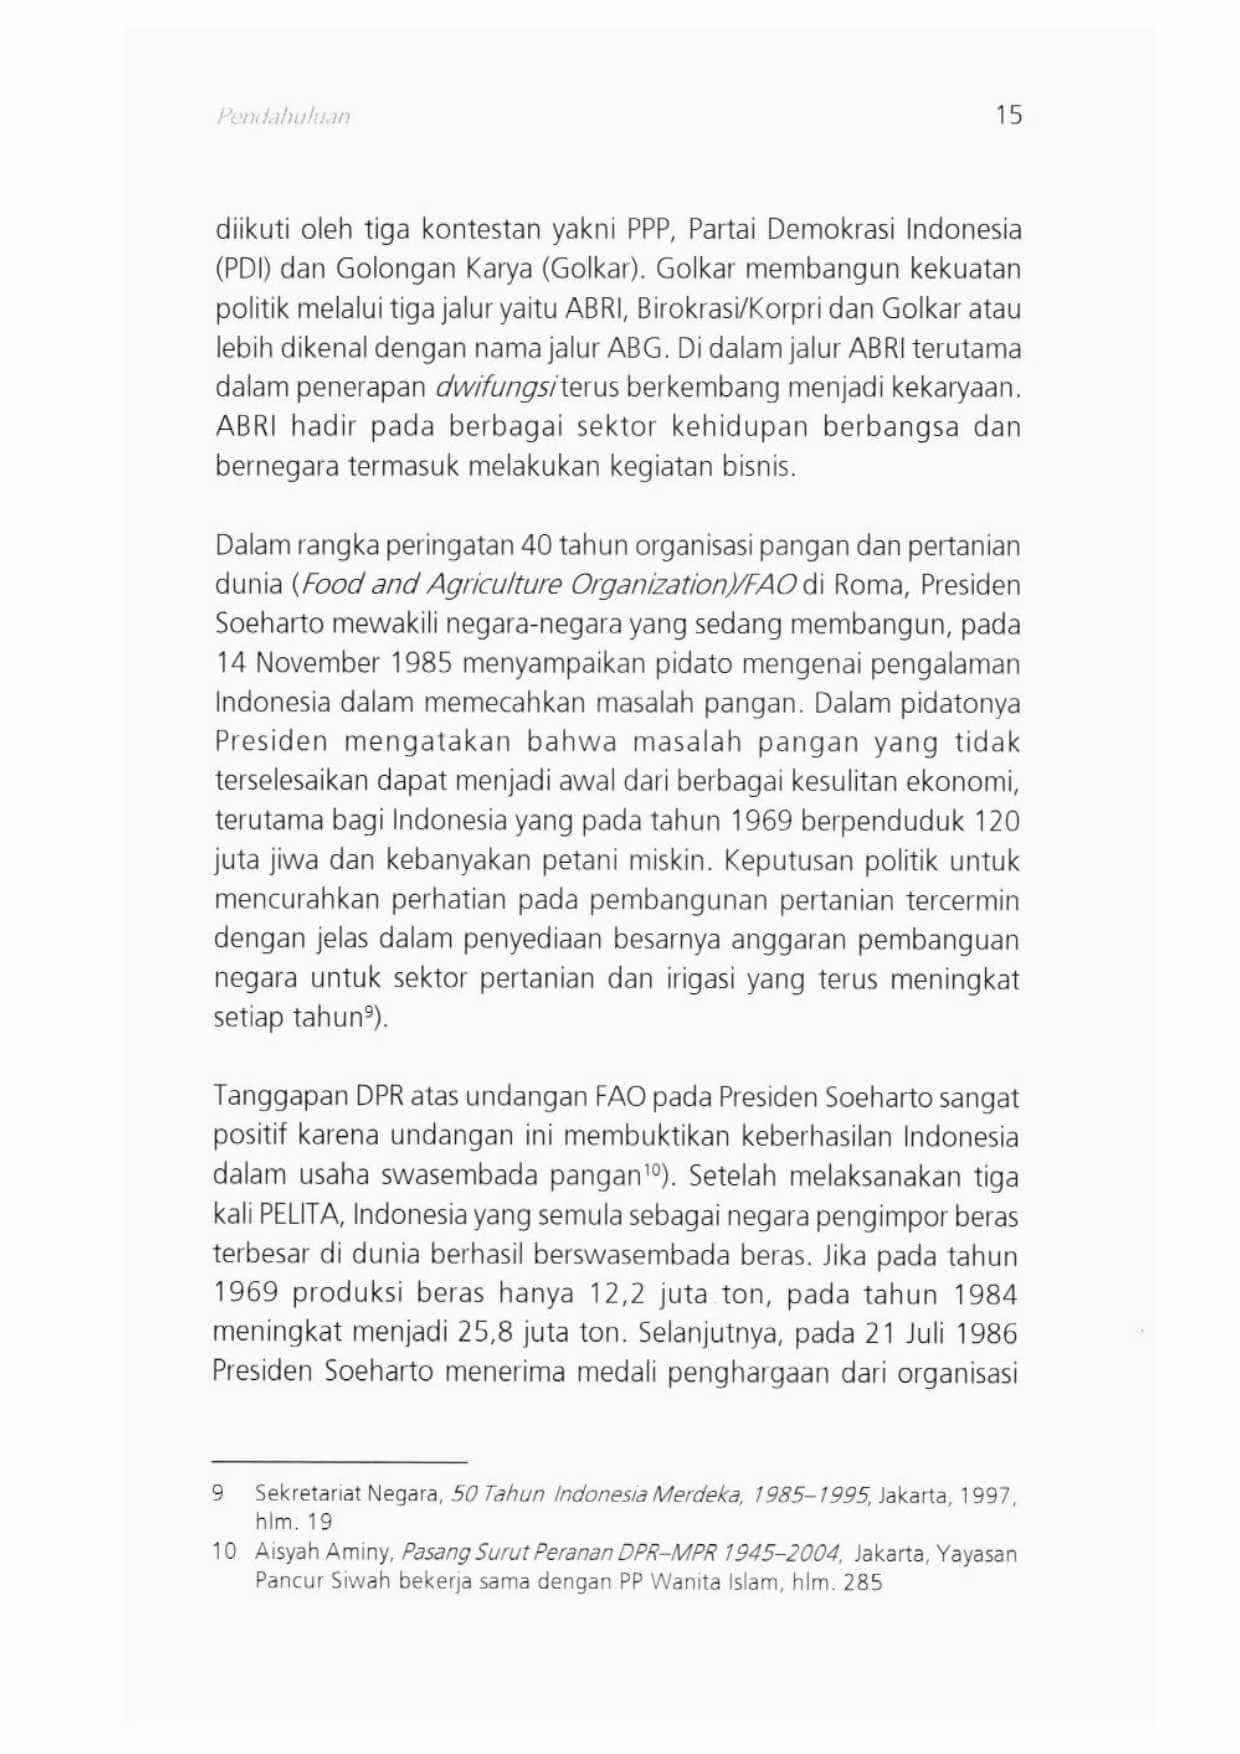 Pendahuluan 15
diikuti oleh tiga kontestan yakni PPP, Partai Demokrasi Indonesia
(PDI) dan Golongan Karya (Golkar). Golkar membangun kekuatan
politik melalui tiga jalur yaitu ABRI, Birokrasi/Korpri dan Golkar atau
lebih dikenal dengan nama jalur ABG. Di dalam jalur ABRI terutama
dalam penerapan dwifungsi terus berkembang menjadi kekaryaan.
ABRI hadir pada berbagai sektor kehidupan berbangsa dan
bernegara termasuk melakukan kegiatan bisnis.
Dalam rangka peringatan 40 tahun organisasi pangan dan pertanian
dunia (Food and Agriculture Organization)/FAO di Roma, Presiden
Soeharto mewakili negara-negara yang sedang membangun, pada
14 November 1985 menyampaikan pidato mengenai pengalaman
Indonesia dalam memecahkan masalah pangan. Dalam pidatonya
Presiden mengatakan bahwa masalah pangan yang tidak
terselesaikan dapat menjadi awal dari berbagai kesulitan ekonomi,
terutama bagi Indonesia yang pada tahun 1969 berpenduduk 120
juta jiwa dan kebanyakan petani miskin. Keputusan politik untuk
mencurahkan perhatian pada pembangunan pertanian tercermin
dengan jelas dalam penyediaan besarnya anggaran pembanguan
negara untuk sektor pertanian dan irigasi yang terus meningkat
setiap tahun⁹).
Tanggapan DPR atas undangan FAO pada Presiden Soeharto sangat
positif karena undangan ini membuktikan keberhasilan Indonesia
dalam usaha swasembada pangan¹⁰). Setelah melaksanakan tiga
kali PELITA, Indonesia yang semula sebagai negara pengimpor beras
terbesar di dunia berhasil berswasembada beras. Jika pada tahun
1969 produksi beras hanya 12,2 juta ton, pada tahun 1984
meningkat menjadi 25,8 juta ton. Selanjutnya, pada 21 Juli 1986
Presiden Soeharto menerima medali penghargaan dari organisasi
9 Sekretariat Negara, 50 Tahun Indonesia Merdeka, 1985–1995, Jakarta, 1997,
hlm. 19
10 Aisyah Aminy, Pasang Surut Peranan DPR–MPR 1945–2004, Jakarta, Yayasan
Pancur Siwah bekerja sama dengan PP Wanita Islam, hlm. 285